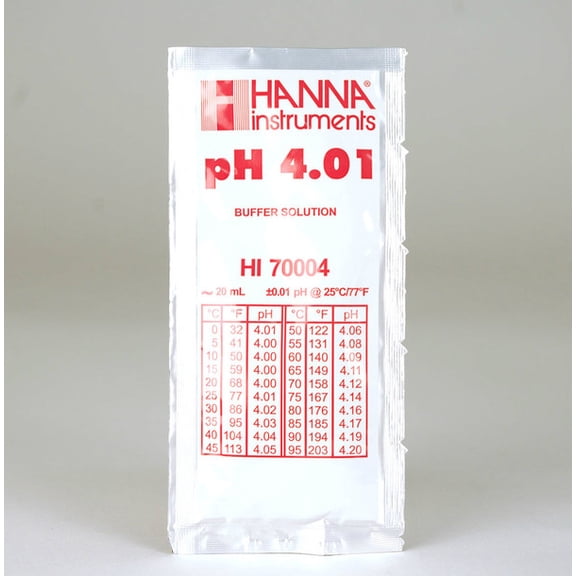 HANNA®
instruments
pH 4.01
BUFFER SOLUTION
HI 70004
~ 20 mL ±0.01 pH @ 25°C/77°F
°C °F pH °C °F pH
0 32 4.01 50 122 4.06
5 41 4.00 55 131 4.08
10 50 4.00 60 140 4.09
15 59 4.00 65 149 4.11
20 68 4.00 70 158 4.12
25 77 4.01 75 167 4.14
30 86 4.02 80 176 4.16
35 95 4.03 85 185 4.17
40 104 4.04 90 194 4.19
45 113 4.05 95 203 4.20